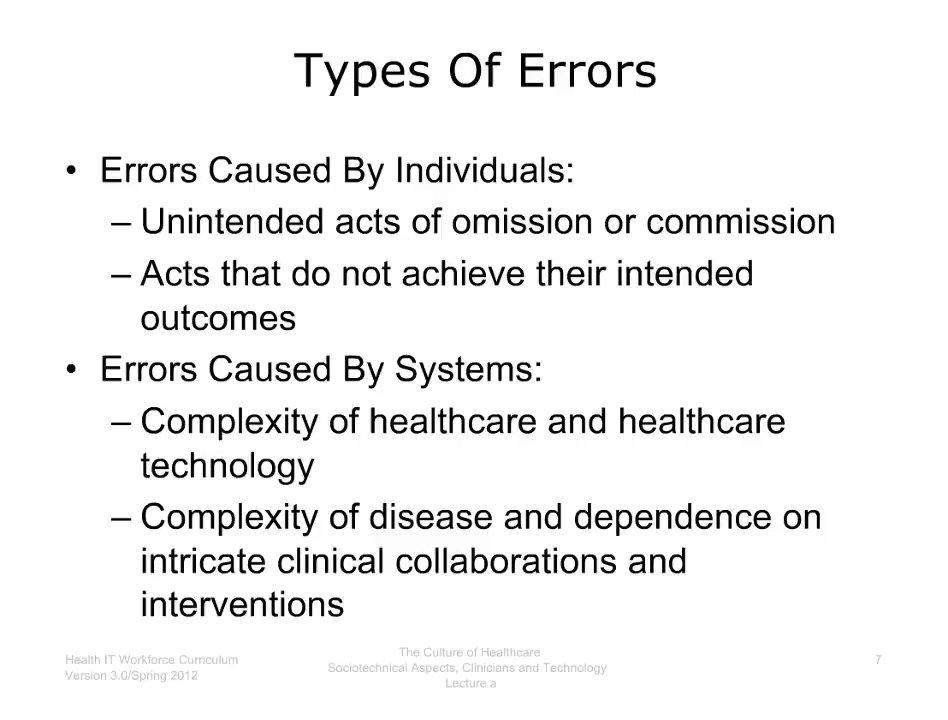 Types Of Errors
• Errors Caused By Individuals:
– Unintended acts of omission or commission
– Acts that do not achieve their intended
outcomes
• Errors Caused By Systems:
– Complexity of healthcare and healthcare
technology
– Complexity of disease and dependence on
intricate clinical collaborations and
interventions
Health IT Workforce Curriculum
Version 3.0/Spring 2012
The Culture of Healthcare
Sociotechnical Aspects, Clinicians and Technology
Lecture a
7